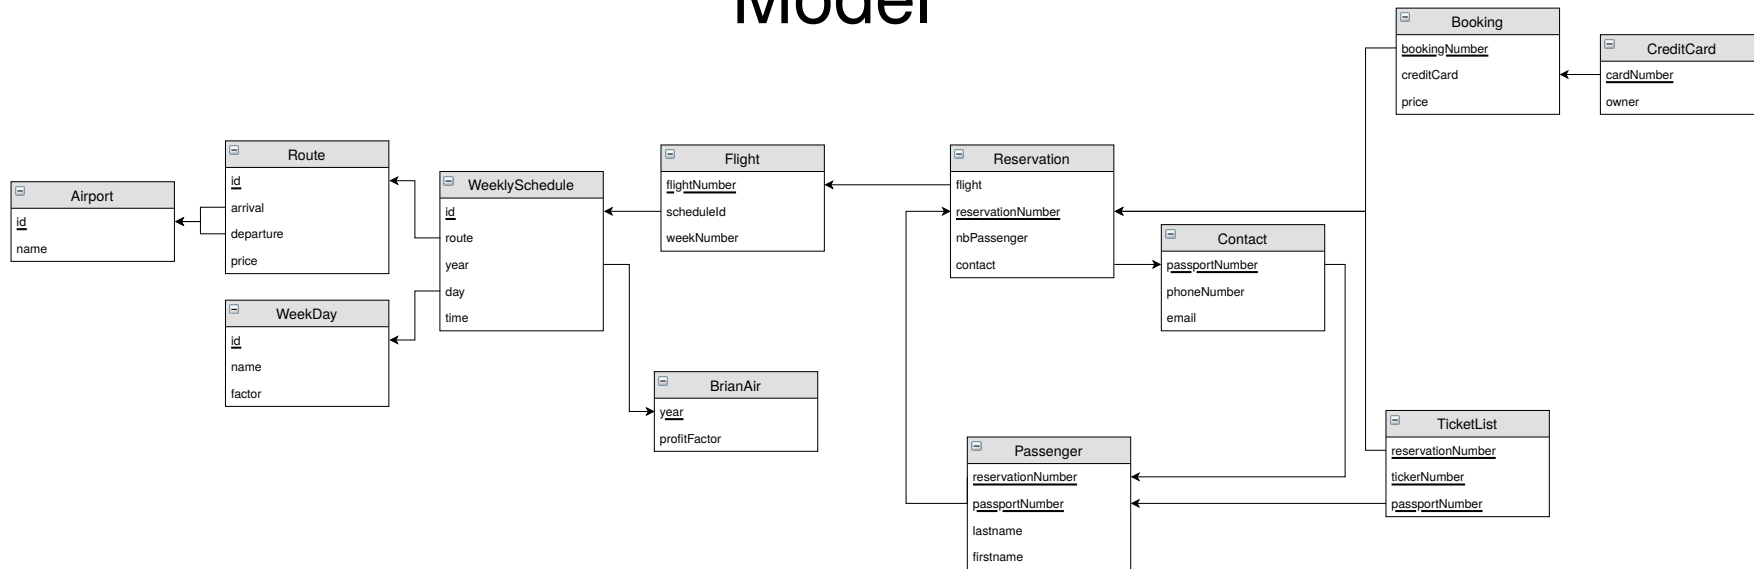 Model
Booking
bookingNumber
creditCard
price
CreditCard
cardNumber
owner
Airport
id
name
Route
id
arrival
departure
price
WeekDay
id
name
factor
WeeklySchedule
id
route
year
day
time
Flight
flightNumber
scheduleId
weekNumber
BrianAir
year
profitFactor
Reservation
flight
reservationNumber
nbPassenger
contact
Contact
passportNumber
phoneNumber
email
Passenger
reservationNumber
passportNumber
lastname
firstname
TicketList
reservationNumber
tickerNumber
passportNumber